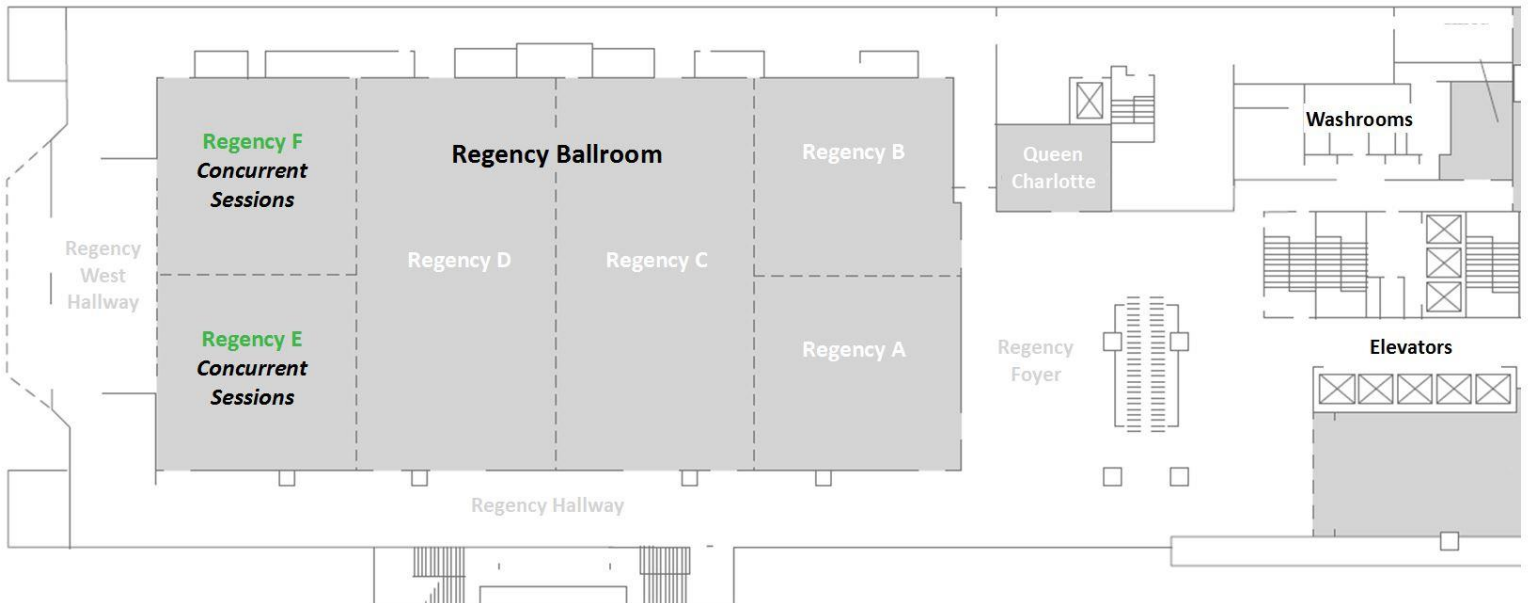 Regency F
Concurrent
Sessions
Regency Ballroom
Regency B
Queen
Charlotte
Washrooms
Regency
West
Hallway
Regency D
Regency C
Regency E
Concurrent
Sessions
Regency A
Regency
Foyer
Elevators
Regency Hallway